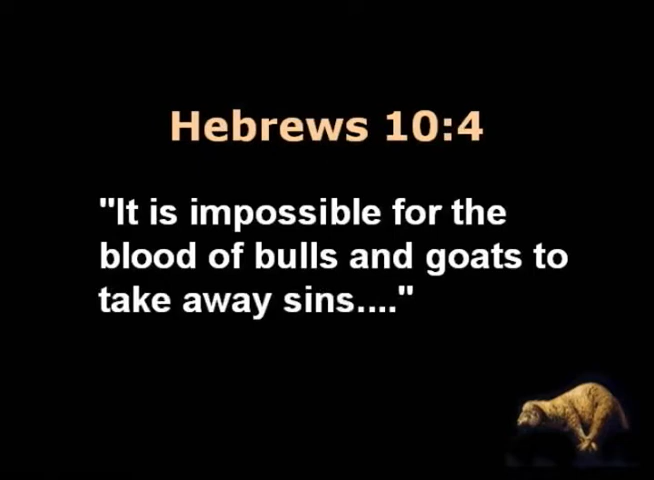 Hebrews 10:4
"It is impossible for the
blood of bulls and goats to
take away sins...."